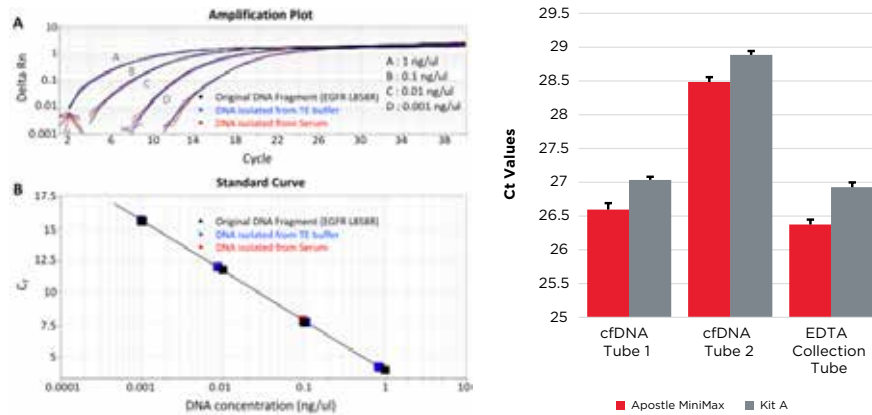 A
Amplification Plot
Delta Rn
10
1
0.1
0.01
0.001
A
B
C
D
A : 1 ng/ul
B : 0.1 ng/ul
C : 0.01 ng/ul
D : 0.001 ng/ul
Original DNA Fragment (EGFR L858R)
DNA isolated from TE buffer
DNA isolated from Serum
2 6 10 14 18 22 26 30 34 38
Cycle
B
Standard Curve
CT
17.5
15
12.5
10
7.5
5
Original DNA Fragment (EGFR L858R)
DNA isolated from TE buffer
DNA isolated from Serum
0.0001 0.001 0.01 0.1 1 10
DNA concentration (ng/ul)
Ct Values
29.5
29
28.5
28
27.5
27
26.5
26
25.5
25
cfDNA
Tube 1
cfDNA
Tube 2
EDTA
Collection
Tube
Apostle MiniMax
Kit A